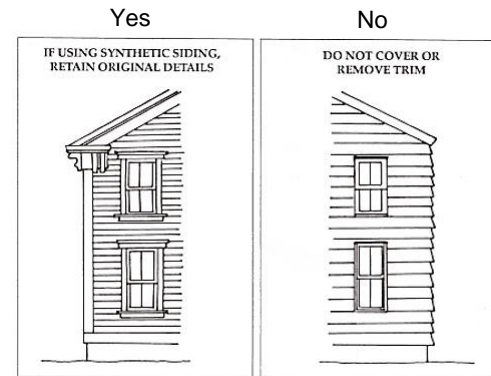 Yes
No
IF USING SYNTHETIC SIDING,
RETAIN ORIGINAL DETAILS
DO NOT COVER OR
REMOVE TRIM